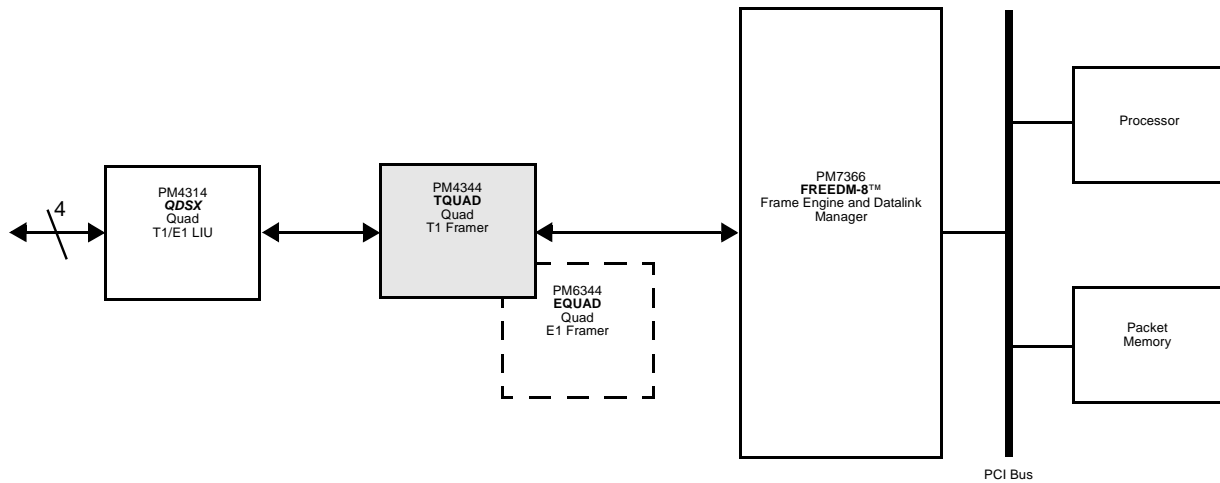 4
PM4314
QDSX
Quad
T1/E1 LIU
PM4344
TQUAD
Quad
T1 Framer
PM6344
EQUAD
Quad
E1 Framer
PM7366
FREEDM-8™
Frame Engine and Datalink
Manager
Processor
Packet
Memory
PCI Bus